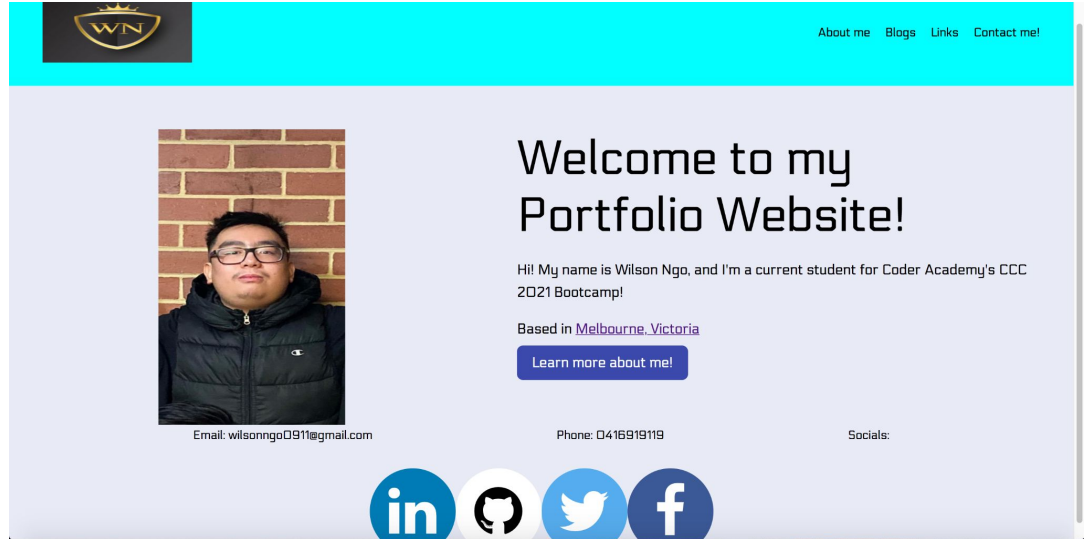 WN
About me Blogs Links Contact me!
Welcome to my
Portfolio Website!
Hi! My name is Wilson Ngo, and I'm a current student for Coder Academy's CCC
2021 Bootcamp!
Based in Melbourne, Victoria
Learn more about me!
Email: wilsonngo0911@gmail.com Phone: 0416919119 Socials:
in
f